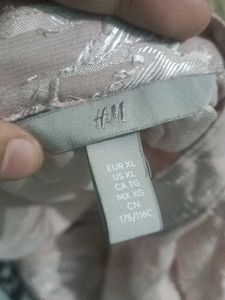 H&M
EUR XL
US XL
CA TG
MX XG
CN
175/116C